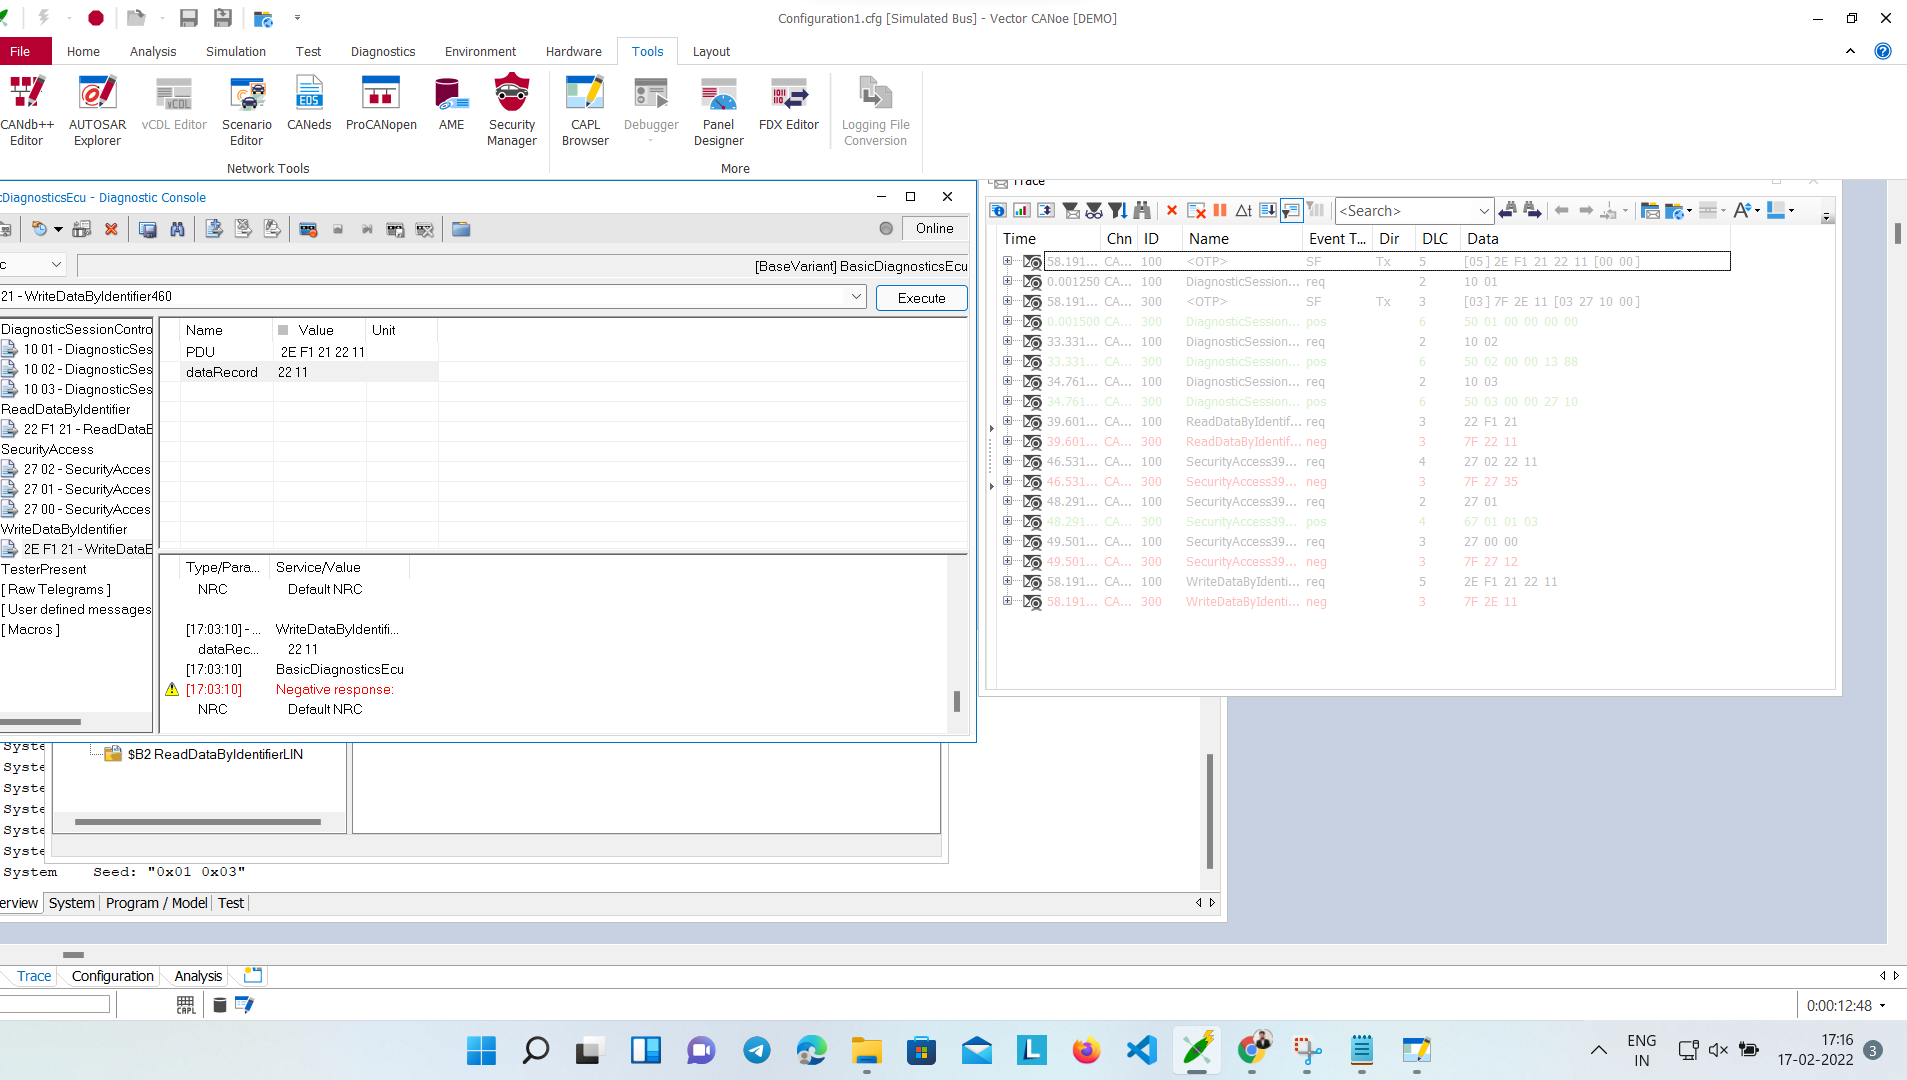 Configuration1.cfg [Simulated Bus] - Vector CANoe [DEMO]
File Home Analysis Simulation Test Diagnostics Environment Hardware Tools Layout
CANdb++ Editor
AUTOSAR Explorer
vCDL Editor
Scenario Editor
CANeds
ProCANopen
AME
Security Manager
CAPL Browser
Debugger
Panel Designer
FDX Editor
Logging File Conversion
Network Tools
More
cDiagnosticsEcu - Diagnostic Console
Online
c
[BaseVariant] BasicDiagnosticsEcu
21 - WriteDataByIdentifier460
Execute
DiagnosticSessionContro
10 01 - DiagnosticSes
10 02 - DiagnosticSes
10 03 - DiagnosticSes
ReadDataByIdentifier
22 F1 21 - ReadDataE
SecurityAccess
27 02 - SecurityAcces
27 01 - SecurityAcces
27 00 - SecurityAcces
WriteDataByIdentifier
2E F1 21 - WriteDataE
TesterPresent
[ Raw Telegrams ]
[ User defined messages
[ Macros ]
Name Value Unit
PDU 2E F1 21 22 11
dataRecord 22 11
Type/Para... Service/Value
NRC Default NRC
[17:03:10] - ... WriteDataByIdentifi...
dataRec... 22 11
[17:03:10] BasicDiagnosticsEcu
[17:03:10] Negative response:
NRC Default NRC
Trace
<Search>
Δt
Time Chn ID Name Event T... Dir DLC Data
58.191... CA... 100 <OTP> SF Tx 5 [05] 2E F1 21 22 11 [00 00]
0.001250 CA... 100 DiagnosticSession... req 2 10 01
58.191... CA... 300 <OTP> SF Tx 3 [03] 7F 2E 11 [03 27 10 00]
0.001500 CA... 300 DiagnosticSession... pos 6 50 01 00 00 00 00
33.331... CA... 100 DiagnosticSession... req 2 10 02
33.331... CA... 300 DiagnosticSession... pos 6 50 02 00 00 13 88
34.761... CA... 100 DiagnosticSession... req 2 10 03
34.761... CA... 300 DiagnosticSession... pos 6 50 03 00 00 27 10
39.601... CA... 100 ReadDataByIdentif... req 3 22 F1 21
39.601... CA... 300 ReadDataByIdentif... neg 3 7F 22 11
46.531... CA... 100 SecurityAccess39... req 4 27 02 22 11
46.531... CA... 300 SecurityAccess39... neg 3 7F 27 35
48.291... CA... 100 SecurityAccess39... req 2 27 01
48.291... CA... 300 SecurityAccess39... pos 4 67 01 01 03
49.501... CA... 100 SecurityAccess39... req 3 27 00 00
49.501... CA... 300 SecurityAccess39... neg 3 7F 27 12
58.191... CA... 100 WriteDataByIdenti... req 5 2E F1 21 22 11
58.191... CA... 300 WriteDataByIdenti... neg 3 7F 2E 11
$B2 ReadDataByIdentifierLIN
Syste
Syste
Syste
Syste
Syste
Syste
System Seed: "0x01 0x03"
erview System Program / Model Test
Trace Configuration Analysis
CAPL
0:00:12:48
ENG IN
17:16
17-02-2022
3